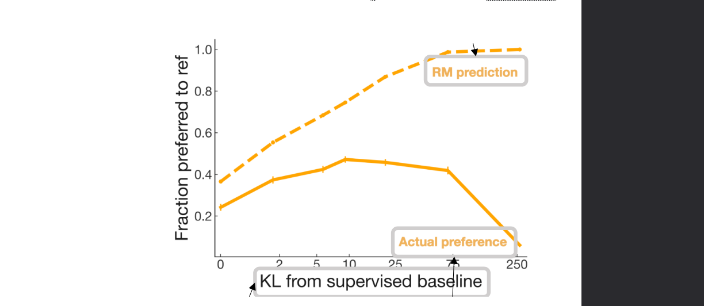 Fraction preferred to ref
1.0
0.8
0.6
0.4
0.2
RM prediction
Actual preference
0 2 5 10 25 75 250
KL from supervised baseline